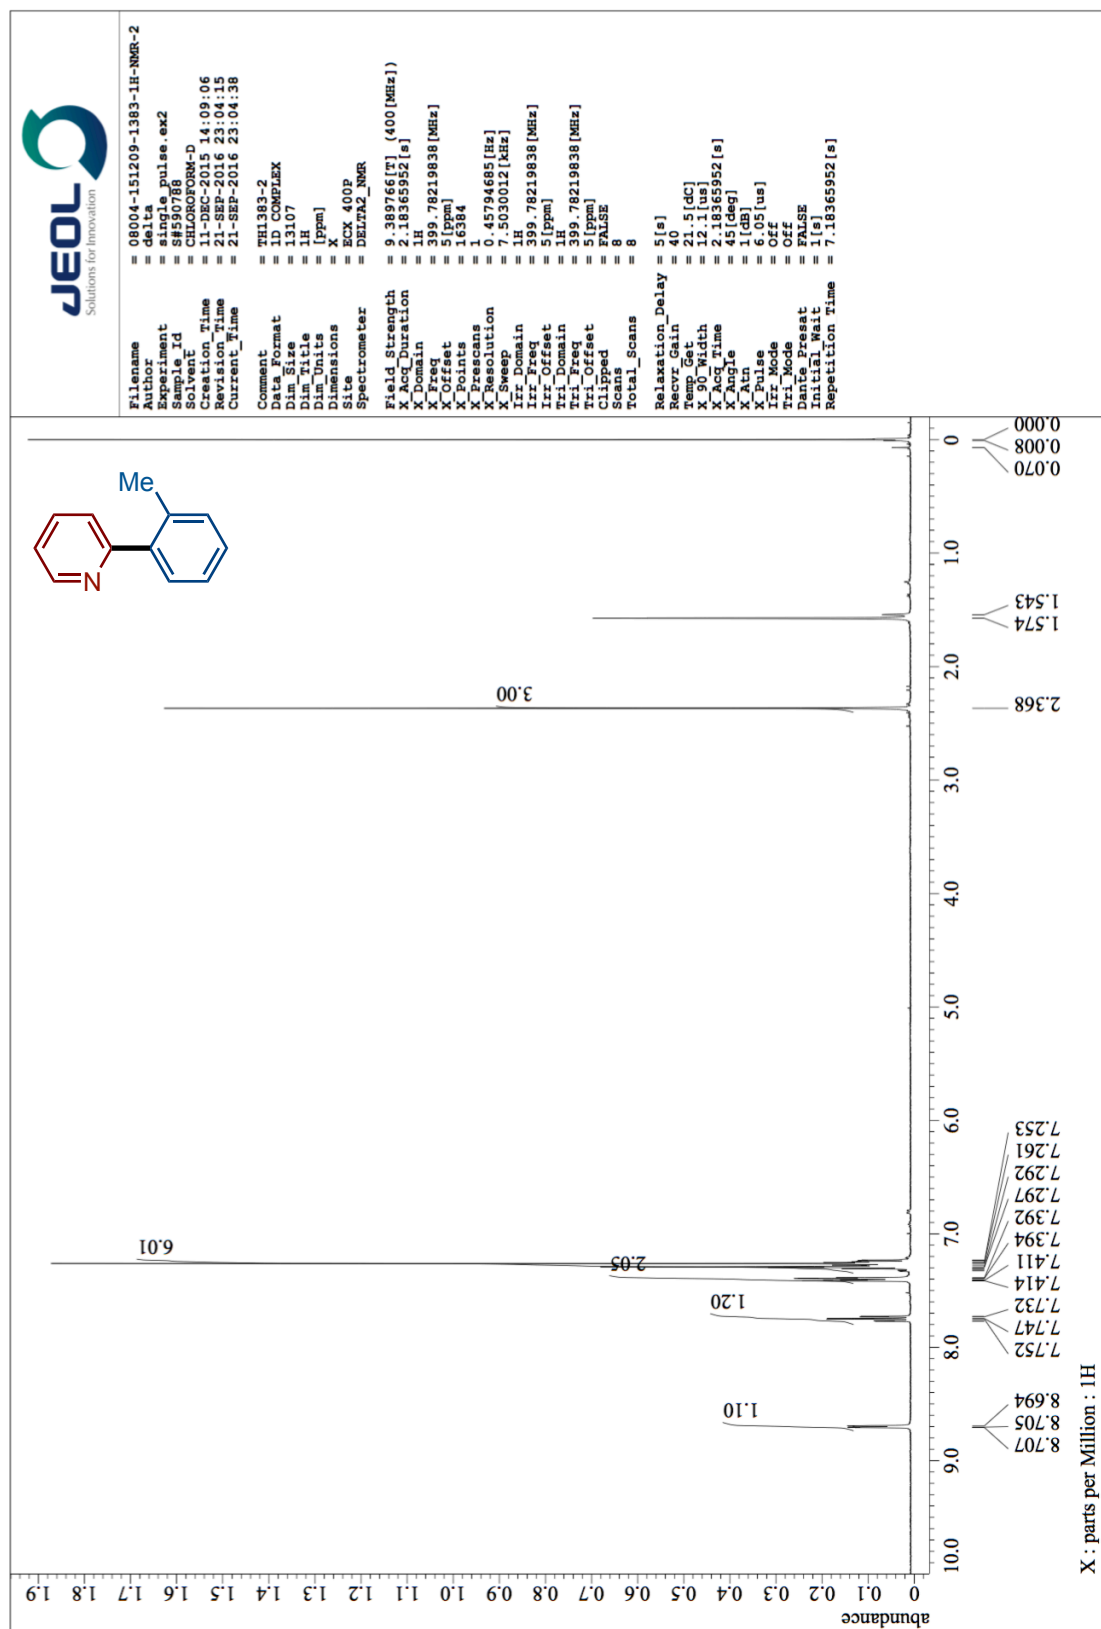 JEOL
Solutions for Innovation
Filename = 08004-151209-1383-1H-NMR-2
Author = delta
Experiment = single_pulse.ex2
Sample_Id = S#590788
Solvent = CHLOROFORM-D
Creation_Time = 11-DEC-2015 14:09:06
Revision_Time = 21-SEP-2016 23:04:15
Current_Time = 21-SEP-2016 23:04:38
Comment = TH1383-2
Data_Format = 1D COMPLEX
Dim_Size = 13107
Dim_Title = 1H
Dim_Units = [ppm]
Dimensions = X
Site = ECX 400P
Spectrometer = DELTA2_NMR
Field_Strength = 9.389766[T] (400[MHz])
X_Acq_Duration = 2.18365952[s]
X_Domain = 1H
X_Freq = 399.78219838[MHz]
X_Offset = 5[ppm]
X_Points = 16384
X_Prescans = 1
X_Resolution = 0.45794685[Hz]
X_Sweep = 7.5030012[kHz]
Irr_Domain = 1H
Irr_Freq = 399.78219838[MHz]
Irr_Offset = 5[ppm]
Tri_Domain = 1H
Tri_Freq = 399.78219838[MHz]
Tri_Offset = 5[ppm]
Clipped = FALSE
Scans = 8
Total_Scans = 8
Relaxation_Delay = 5[s]
Recvr_Gain = 40
Temp_Get = 21.5[dC]
X_90_Width = 12.1[us]
X_Acq_Time = 2.18365952[s]
X_Angle = 45[deg]
X_Atn = 1[dB]
X_Pulse = 6.05[us]
Irr_Mode = Off
Tri_Mode = Off
Dante_Presat = FALSE
Initial_Wait = 1[s]
Repetition_Time = 7.18365952[s]
Me
N
1.10
1.20
2.05
6.01
3.00
abundance
0 0.1 0.2 0.3 0.4 0.5 0.6 0.7 0.8 0.9 1.0 1.1 1.2 1.3 1.4 1.5 1.6 1.7 1.8 1.9
10.0 9.0 8.0 7.0 6.0 5.0 4.0 3.0 2.0 1.0 0
8.707
8.705
8.694
7.752
7.747
7.732
7.414
7.411
7.394
7.392
7.297
7.292
7.261
7.253
2.368
1.574
1.543
0.070
0.008
0.000
X : parts per Million : 1H